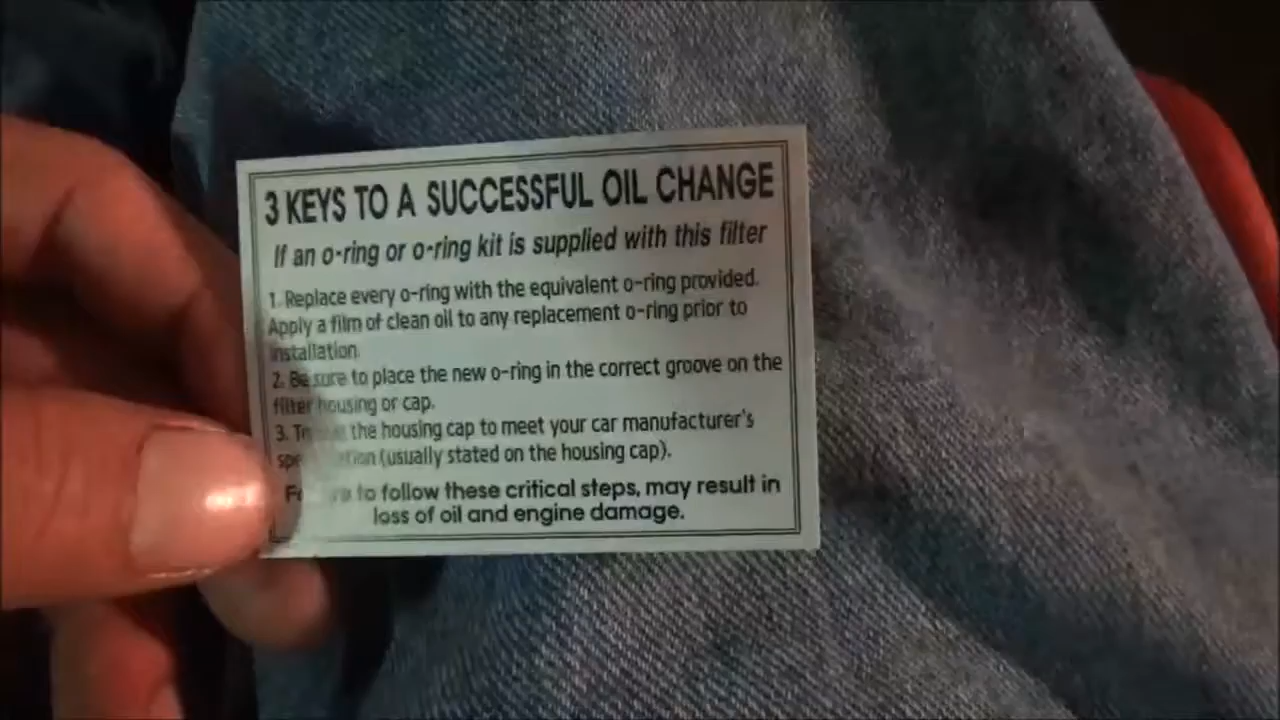 3 KEYS TO A SUCCESSFUL OIL CHANGE
If an o-ring or o-ring kit is supplied with this filter
1. Replace every o-ring with the equivalent o-ring provided.
Apply a film of clean oil to any replacement o-ring prior to
installation.
2. Be sure to place the new o-ring in the correct groove on the
filter housing or cap.
3. the housing cap to meet your car manufacturer's
(usually stated on the housing cap).
to follow these critical steps, may result in
loss of oil and engine damage.